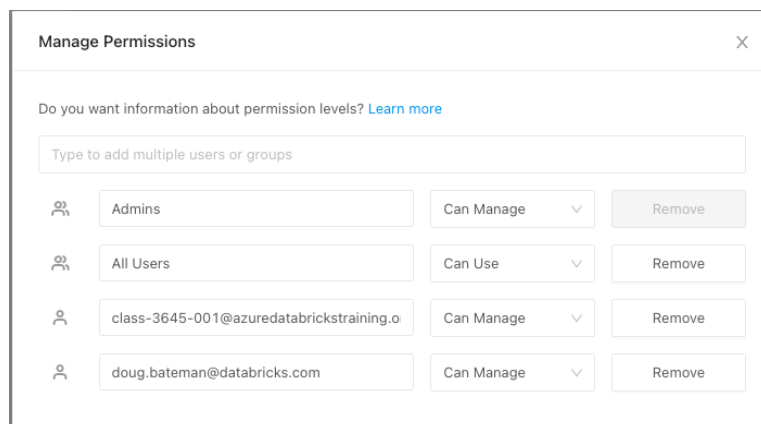 Manage Permissions
Do you want information about permission levels? Learn more
Type to add multiple users or groups
Admins Can Manage Remove
All Users Can Use Remove
class-3645-001@azuredatabrickstraining.o Can Manage Remove
doug.bateman@databricks.com Can Manage Remove